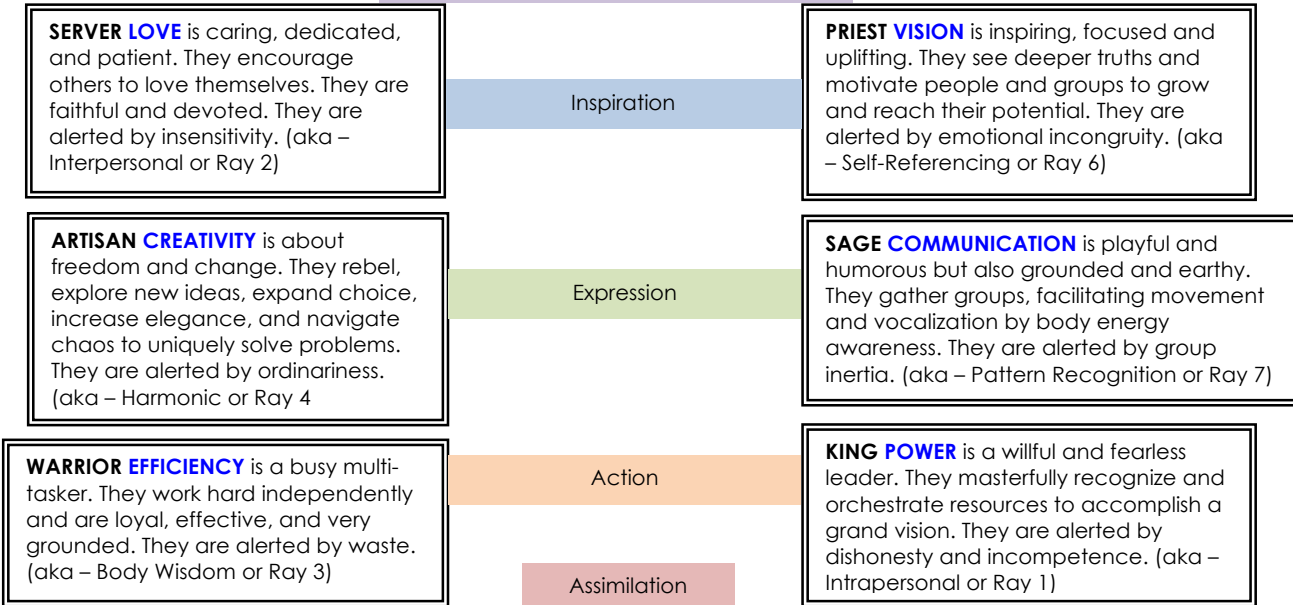 SERVER LOVE is caring, dedicated,
and patient. They encourage
others to love themselves. They are
faithful and devoted. They are
alerted by insensitivity. (aka –
Interpersonal or Ray 2)
Inspiration
PRIEST VISION is inspiring, focused and
uplifting. They see deeper truths and
motivate people and groups to grow
and reach their potential. They are
alerted by emotional incongruity. (aka
– Self-Referencing or Ray 6)
ARTISAN CREATIVITY is about
freedom and change. They rebel,
explore new ideas, expand choice,
increase elegance, and navigate
chaos to uniquely solve problems.
They are alerted by ordinariness.
(aka – Harmonic or Ray 4
Expression
SAGE COMMUNICATION is playful and
humorous but also grounded and earthy.
They gather groups, facilitating movement
and vocalization by body energy
awareness. They are alerted by group
inertia. (aka – Pattern Recognition or Ray 7)
WARRIOR EFFICIENCY is a busy multi-
tasker. They work hard independently
and are loyal, effective, and very
grounded. They are alerted by waste.
(aka – Body Wisdom or Ray 3)
Action
KING POWER is a willful and fearless
leader. They masterfully recognize and
orchestrate resources to accomplish a
grand vision. They are alerted by
dishonesty and incompetence. (aka –
Intrapersonal or Ray 1)
Assimilation